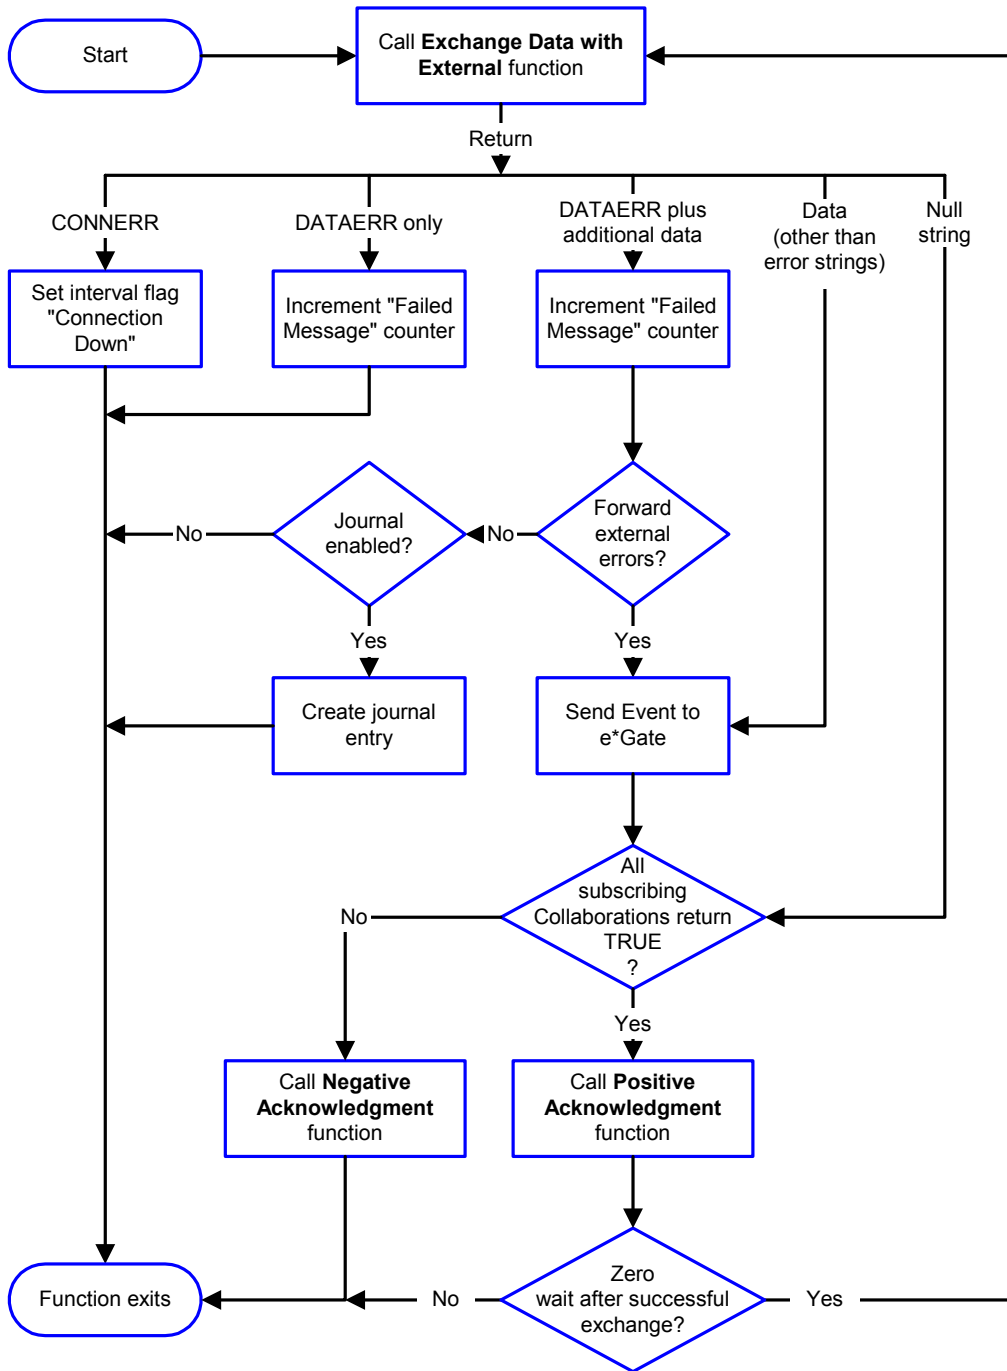 Start
Call Exchange Data with
External function
Return
CONNERR
DATAERR only
DATAERR plus
additional data
Data
(other than
error strings)
Null
string
Set interval flag
"Connection
Down"
Increment "Failed
Message" counter
Increment "Failed
Message" counter
No
Journal
enabled?
No
Forward
external
errors?
Yes
Yes
Create journal
entry
Send Event to
e*Gate
All
subscribing
Collaborations return
TRUE
?
No
Yes
Call Negative
Acknowledgment
function
Call Positive
Acknowledgment
function
Function exits
No
Zero
wait after successful
exchange?
Yes